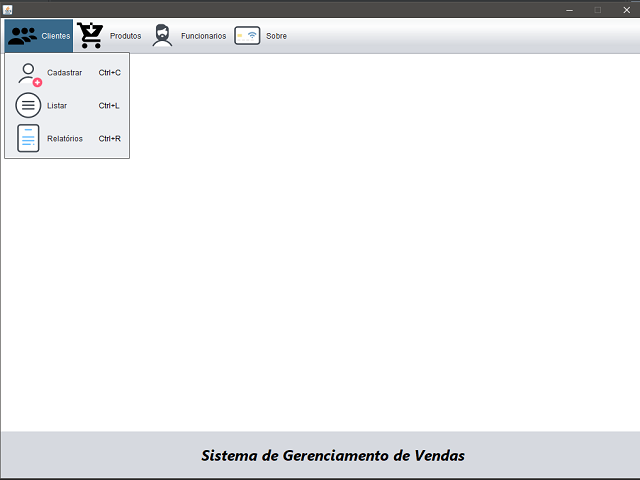 Clientes Produtos Funcionarios Sobre
Cadastrar Ctrl+C
Listar Ctrl+L
Relatórios Ctrl+R
Sistema de Gerenciamento de Vendas